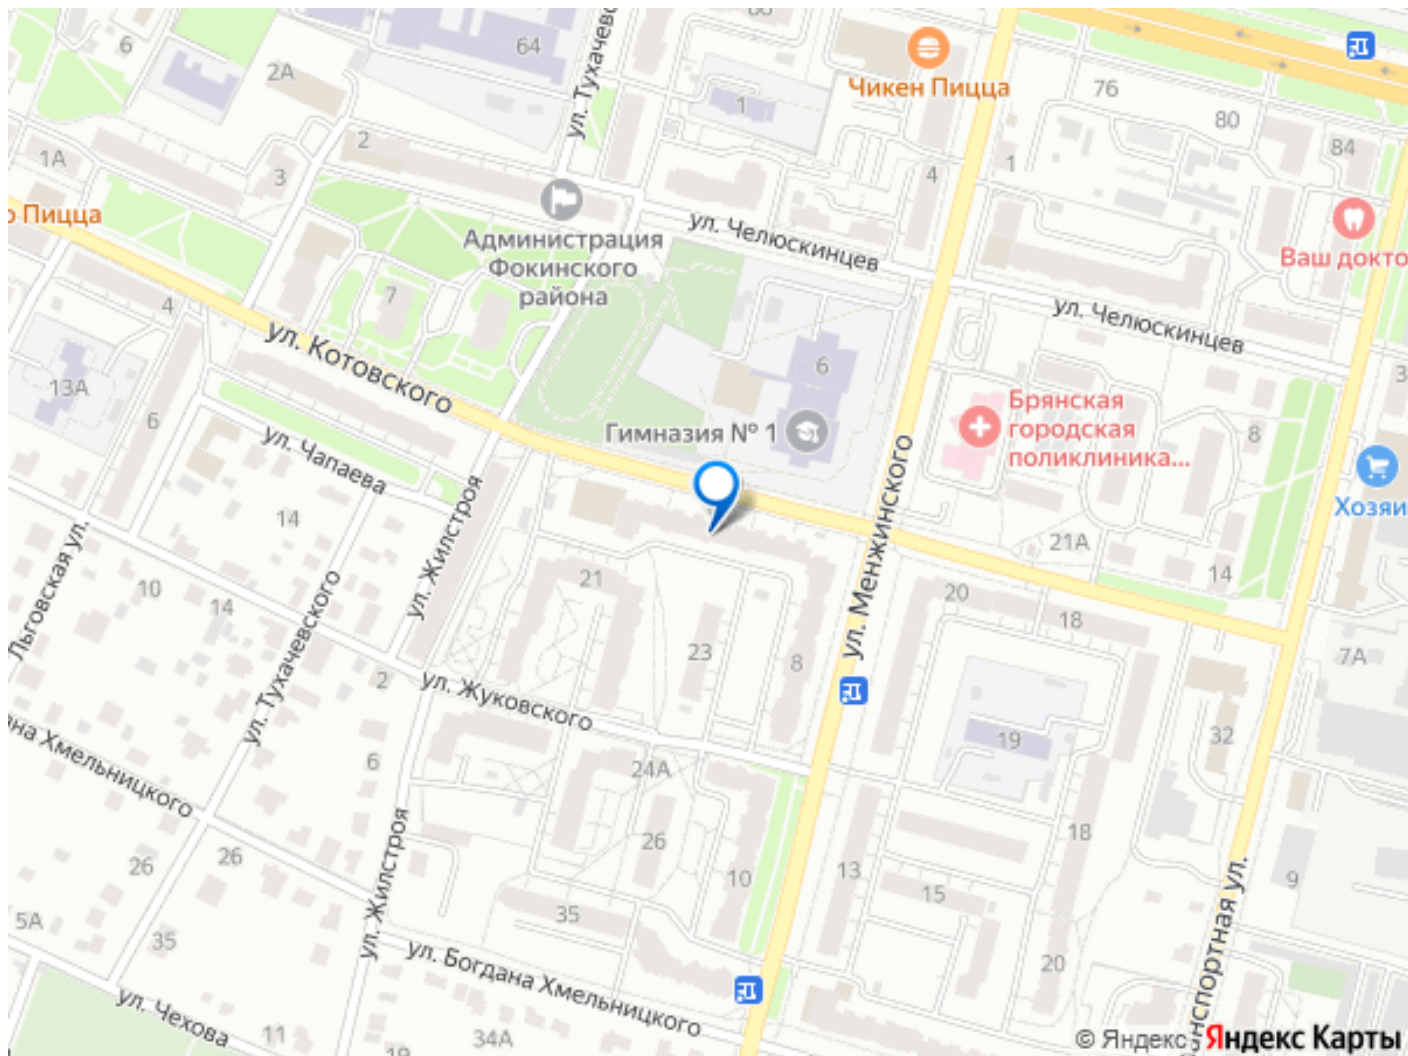 66
6
64
2А
ул. Тухачевс
Чикен Пицца
76
1
80
2
84
1А
3
4
1
о Пицца
ул. Челюскинцев
Администрация
Фокинского
района
Ваш докто
7
4
ул. Челюскинцев
ул. Котовского
6
13А
3
Брянская
городская
поликлиника...
6
Гимназия № 1
8
ул. Чапаева
ул. Менжинского
Хозяи
14
ул. Жилстроя
21А
Льговская ул.
10
14
21
14
20
18
ул. Тухачевского
23
8
7А
2
ул. Жуковского
32
19
на Хмельницкого
6
24А
18
26
26
26
13
10
15
9
ул. Жилстроя
5А
35
35
ул. Богдана Хмельницкого
20
нспортная ул.
ул. Чехова
11
34А
19
© Яндекс Яндекс Карты